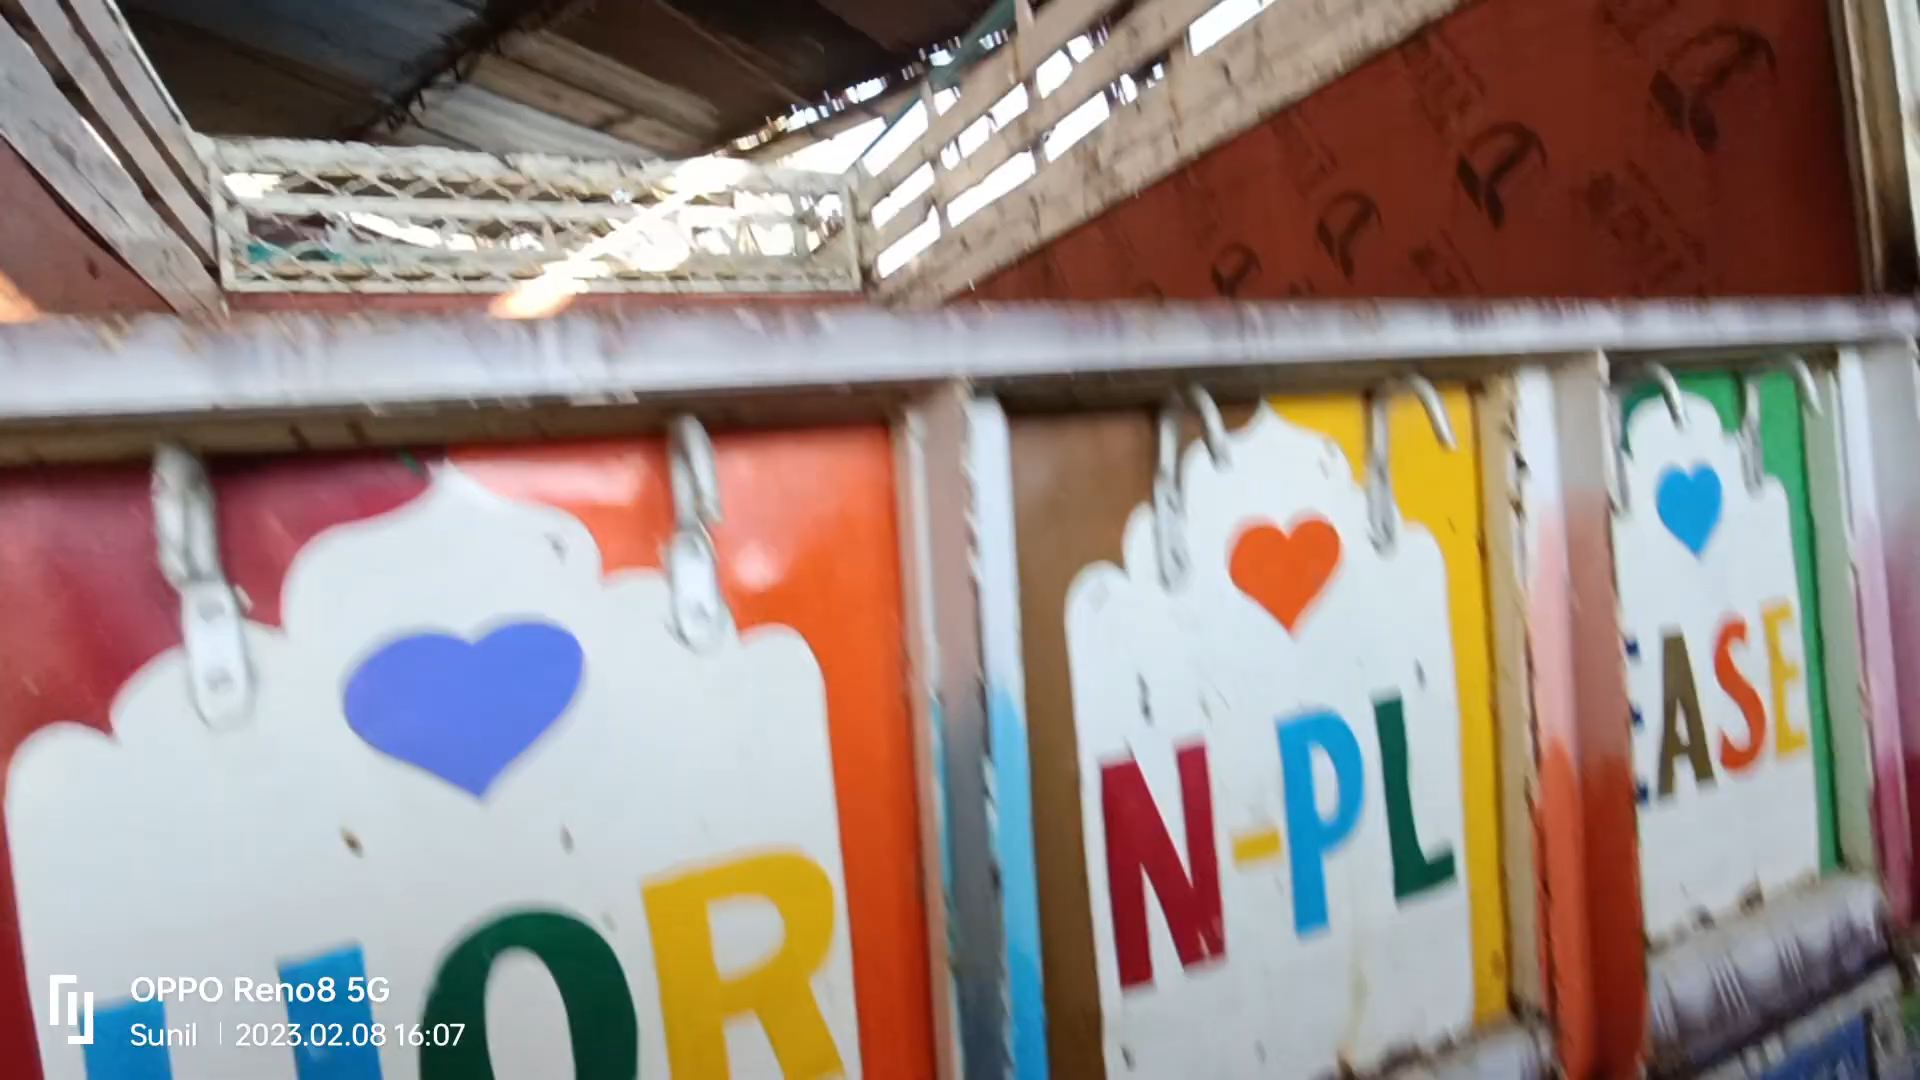 HOR
N-PL
EASE
OPPO Reno8 5G
Sunil | 2023.02.08 16:07